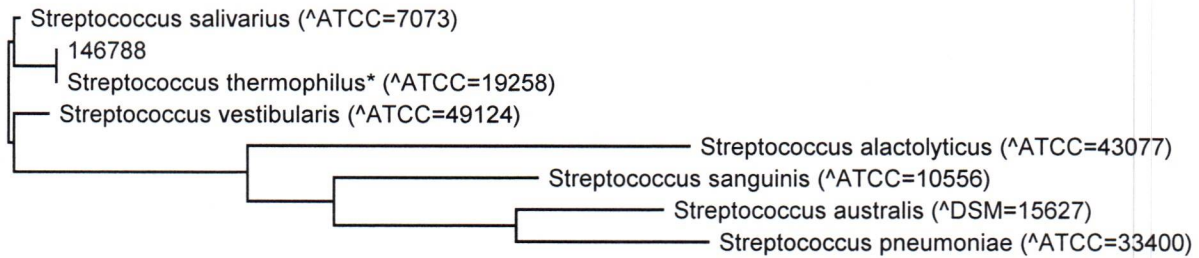 Streptococcus salivarius (^ATCC=7073)
146788
Streptococcus thermophilus* (^ATCC=19258)
Streptococcus vestibularis (^ATCC=49124)
Streptococcus alactolyticus (^ATCC=43077)
Streptococcus sanguinis (^ATCC=10556)
Streptococcus australis (^DSM=15627)
Streptococcus pneumoniae (^ATCC=33400)